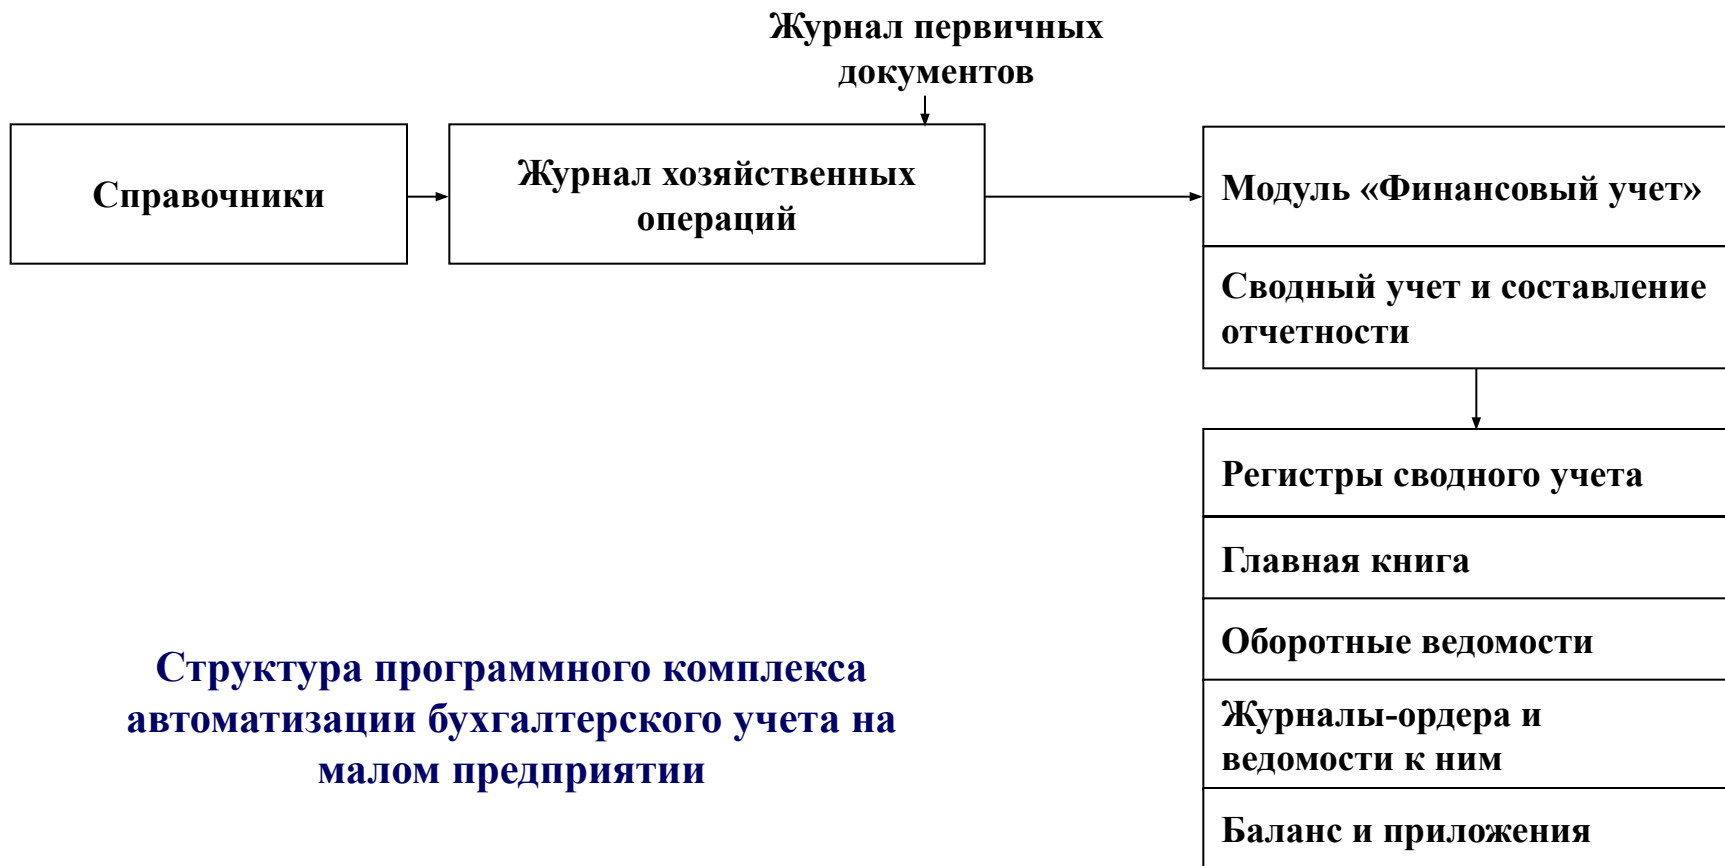 Журнал первичных
документов
Справочники
Журнал хозяйственных
операций
Модуль «Финансовый учет»
Сводный учет и составление
отчетности
Регистры сводного учета
Главная книга
Оборотные ведомости
Журналы-ордера и
ведомости к ним
Баланс и приложения
Структура программного комплекса
автоматизации бухгалтерского учета на
малом предприятии